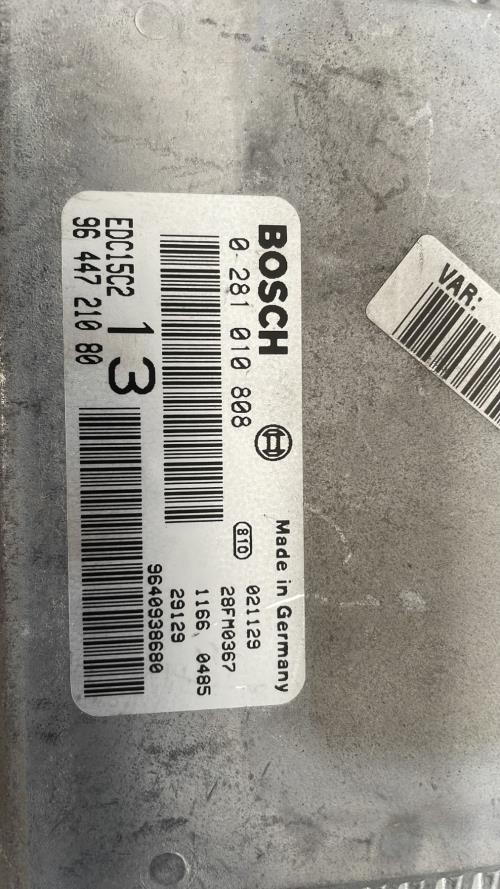 BOSCH
0 281 010 808
EDC15C2
96 447 210 80
13
Made in Germany
810
021129
28FM0367
1166, 0485
29129
9640938680
VAR: